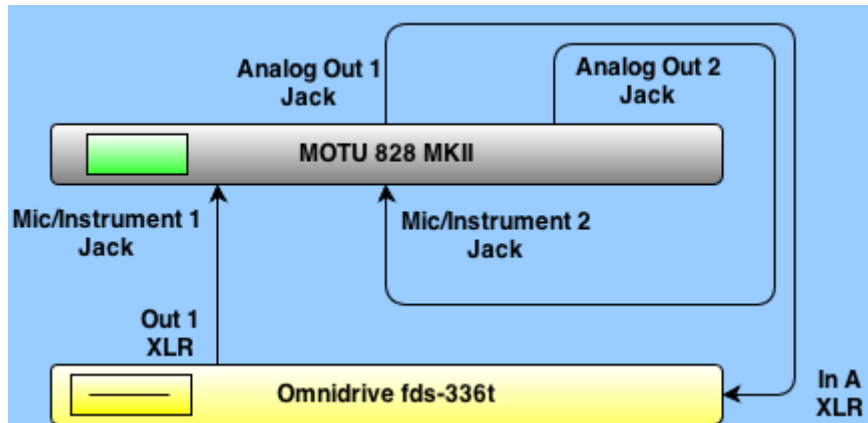 Analog Out 1
Jack
Analog Out 2
Jack
MOTU 828 MKII
Mic/Instrument 1
Jack
Mic/Instrument 2
Jack
Out 1
XLR
Omnidrive fds-336t
In A
XLR